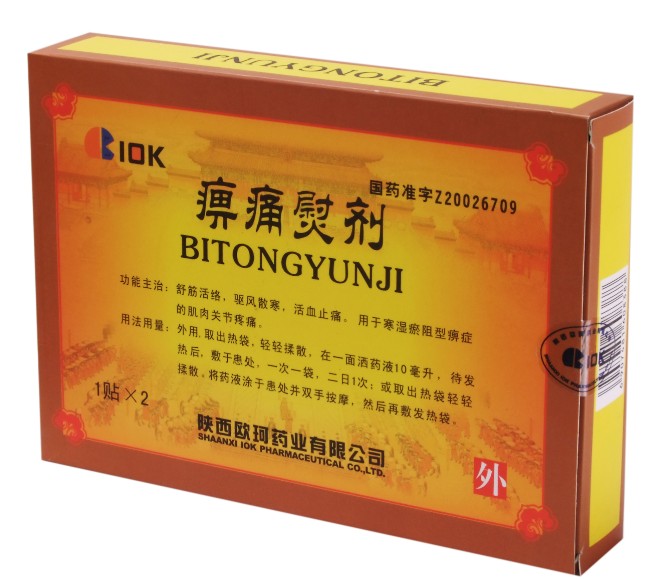 BITONGYUNJI
BIOK
国药准字Z20026709
痹痛熨剂
BITONGYUNJI
功能主治：舒筋活络，驱风散寒，活血止痛。用于寒湿瘀阻型痹症
的肌肉关节疼痛。
用法用量：外用，取出热袋，轻轻揉散，在一面洒药液10毫升，待发
热后，敷于患处，一次一袋，二日1次；或取出热袋轻轻
揉散。将药液涂于患处并双手按摩，然后再敷发热袋。
1贴×2
陕西欧珂药业有限公司
SHAANXI IOK PHARMACEUTICAL CO.,LTD.
外